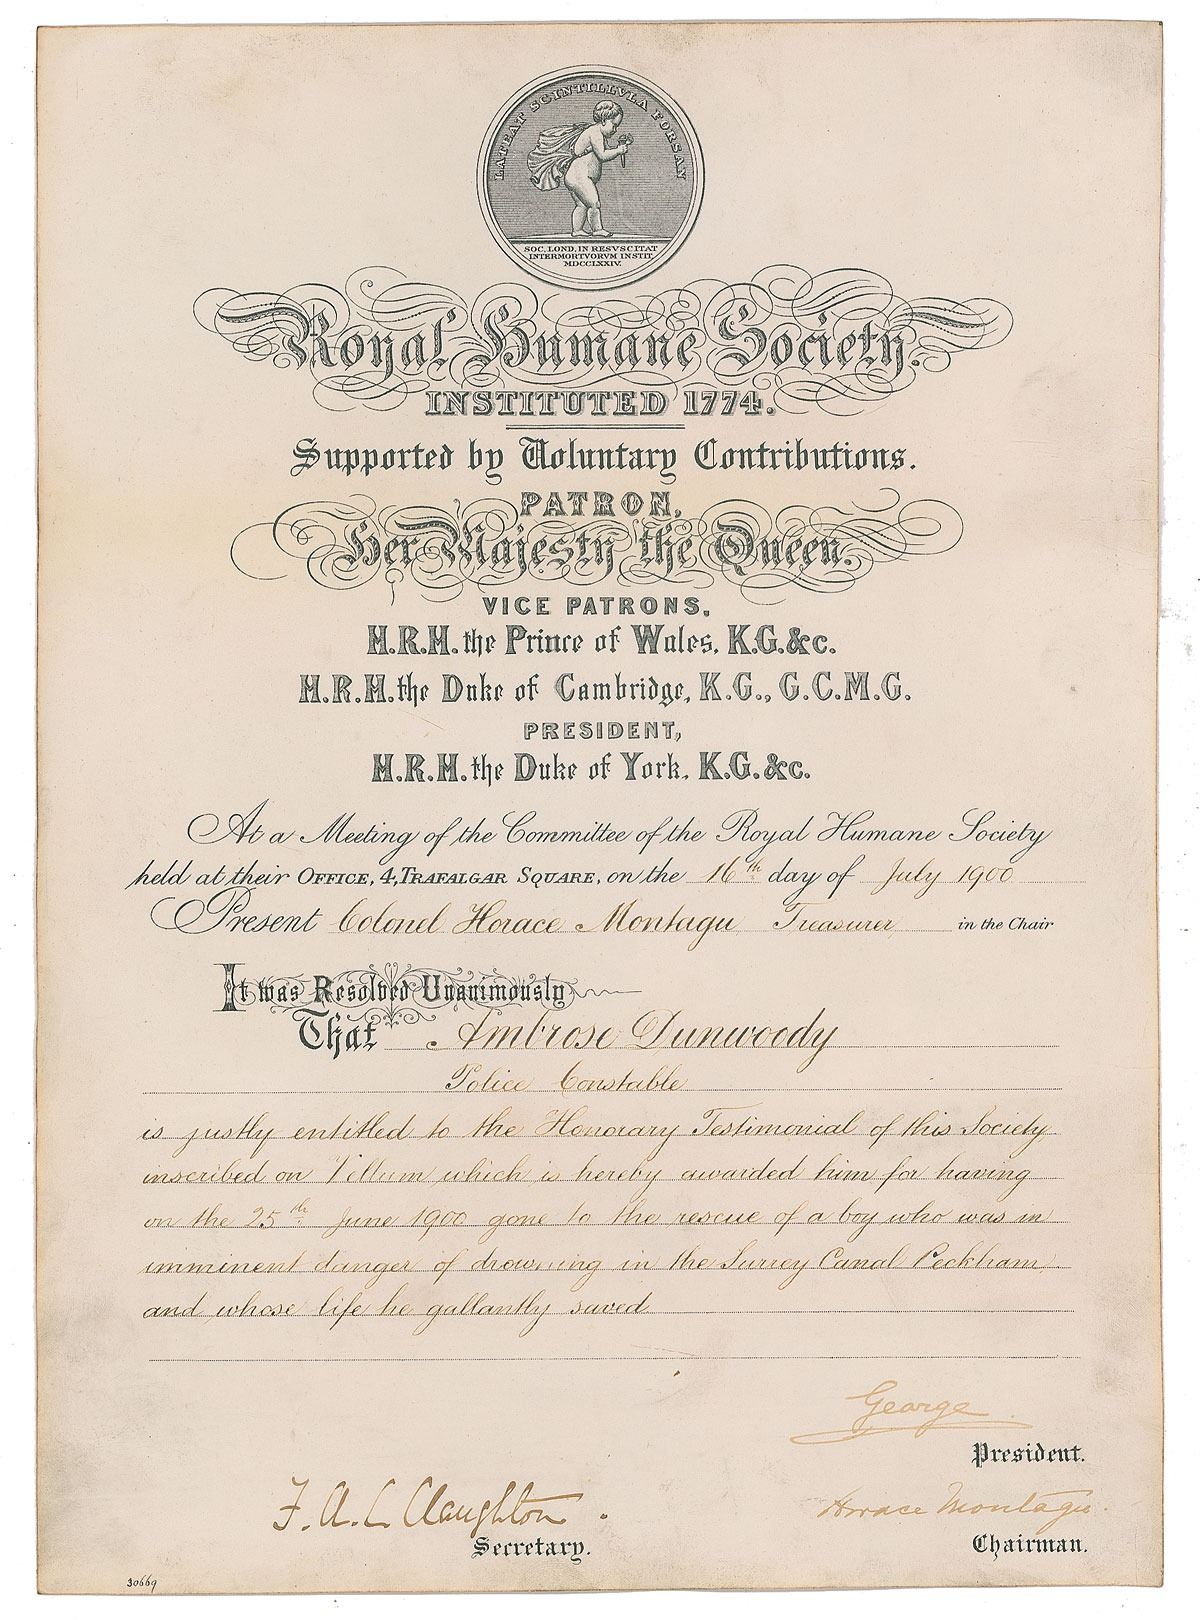 LATEAT SCINTILLVLA FORSAN
SOC. LOND. IN RESVSCITAT
INTERMORTVORVM INSTIT.
MDCCLXXIV.
Royal Humane Society.
INSTITUTED 1774.
Supported by Voluntary Contributions.
PATRON,
Her Majesty the Queen.
VICE PATRONS.
H.R.H. the Prince of Wales, K.G. &c.
H.R.H. the Duke of Cambridge, K.G., G.C.M.G.
PRESIDENT,
H.R.H. the Duke of York, K.G. &c.
At a Meeting of the Committee of the Royal Humane Society
held at their OFFICE, 4, TRAFALGAR SQUARE, on the 16th day of July 1900
Present Colonel Horace Montagu Treasurer in the Chair
It was Resolved Unanimously
That Ambrose Dunwoody
Police Constable
is justly entitled to the Honorary Testimonial of this Society
inscribed on Vellum which is hereby awarded him for having
on the 25th June 1900 gone to the rescue of a boy who was in
imminent danger of drowning in the Surrey Canal Peckham
and whose life he gallantly saved.
George
President.
F. A. C. Claughton.
Horace Montagu.
Secretary.
Chairman.
30669